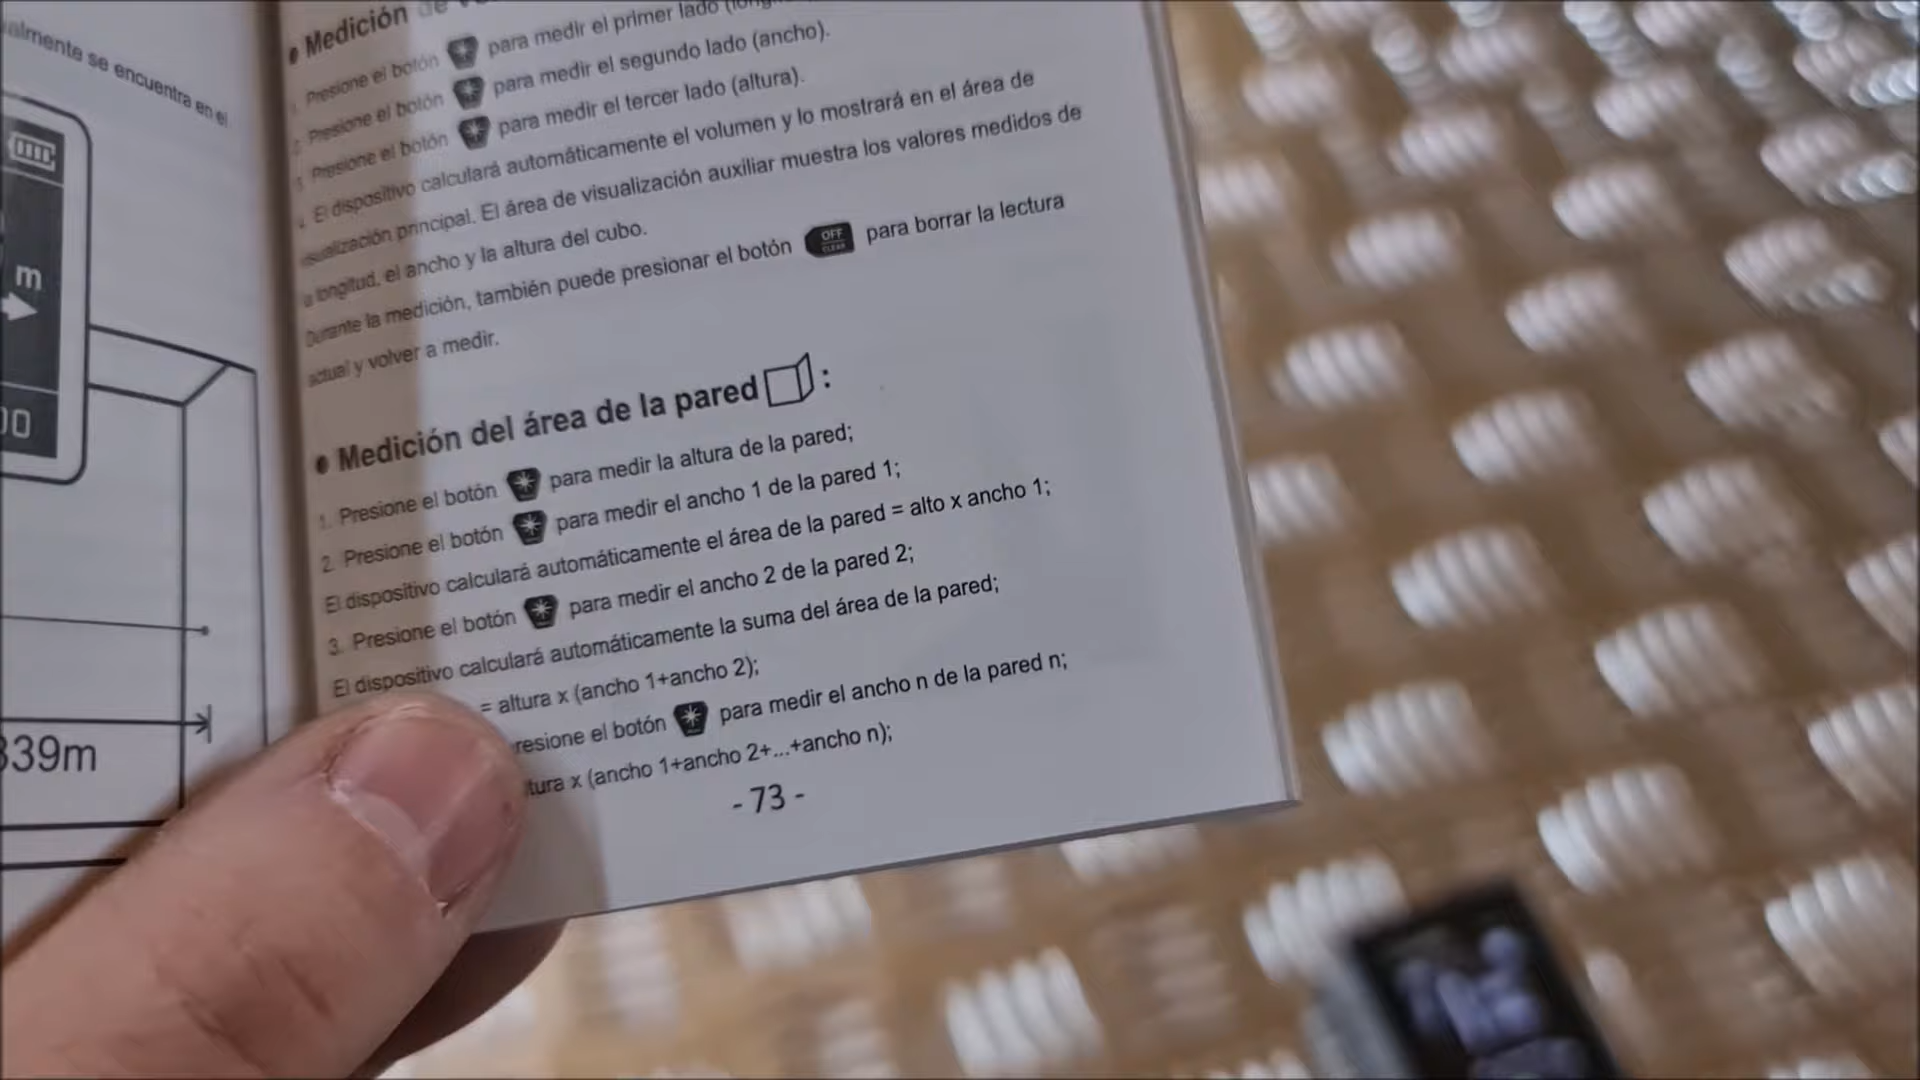 almente se encuentra en el
m
00
339m
● Medición de
1. Presione el botón para medir el primer lado
2. Presione el botón para medir el segundo lado (ancho).
3. Presione el botón para medir el tercer lado (altura).
4. El dispositivo calculará automáticamente el volumen y lo mostrará en el área de
visualización principal. El área de visualización auxiliar muestra los valores medidos de
la longitud, el ancho y la altura del cubo.
Durante la medición, también puede presionar el botón OFF CLEAR para borrar la lectura
actual y volver a medir.
● Medición del área de la pared :
1. Presione el botón para medir la altura de la pared;
2. Presione el botón para medir el ancho 1 de la pared 1;
El dispositivo calculará automáticamente el área de la pared = alto x ancho 1;
3. Presione el botón para medir el ancho 2 de la pared 2;
El dispositivo calculará automáticamente la suma del área de la pared;
= altura x (ancho 1+ancho 2);
resione el botón para medir el ancho n de la pared n;
ltura x (ancho 1+ancho 2+...+ancho n);
- 73 -